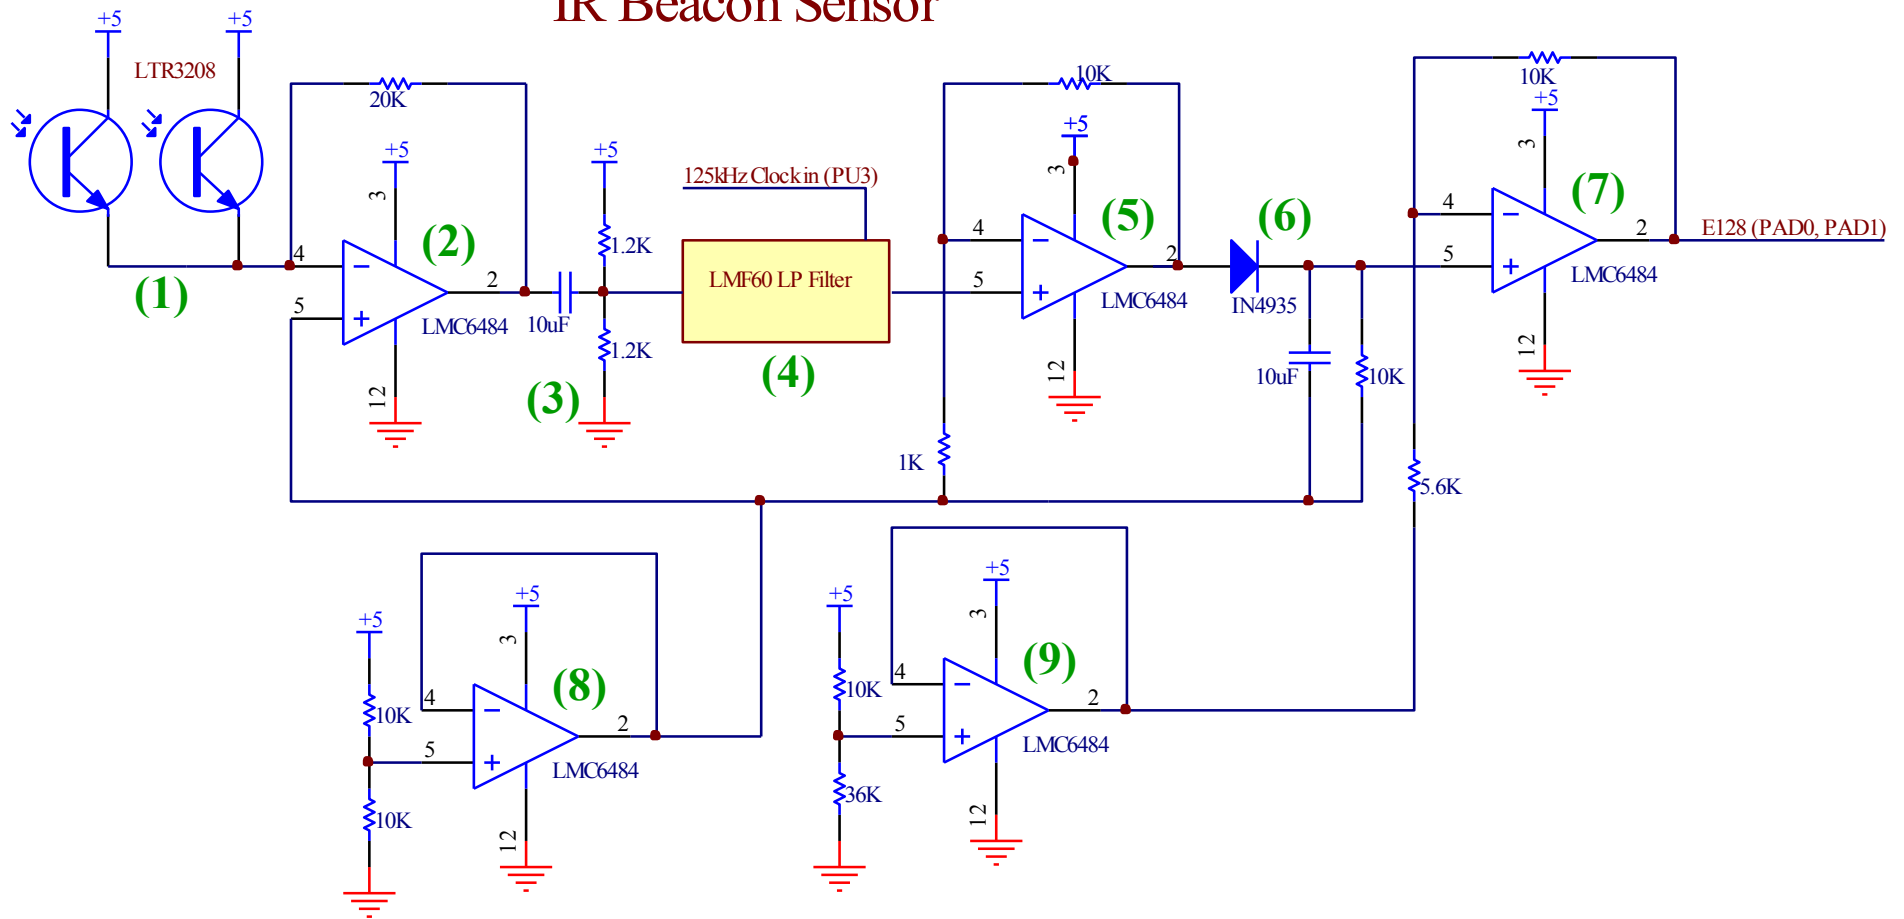 IR Beacon Sensor
+5
+5
LTR3208
20K
+5
3
(2)
4
5
2
LMC6484
12
(1)
10uF
+5
1.2K
1.2K
(3)
125kHz Clock in (PU3)
LMF60 LP Filter
(4)
10K
+5
3
(5)
4
5
2
LMC6484
12
1K
(6)
IN4935
10uF
10K
10K
+5
3
(7)
4
5
2
LMC6484
12
E128 (PAD0, PAD1)
5.6K
+5
10K
10K
+5
3
(8)
4
5
2
LMC6484
12
+5
10K
36K
+5
3
(9)
4
5
2
LMC6484
12